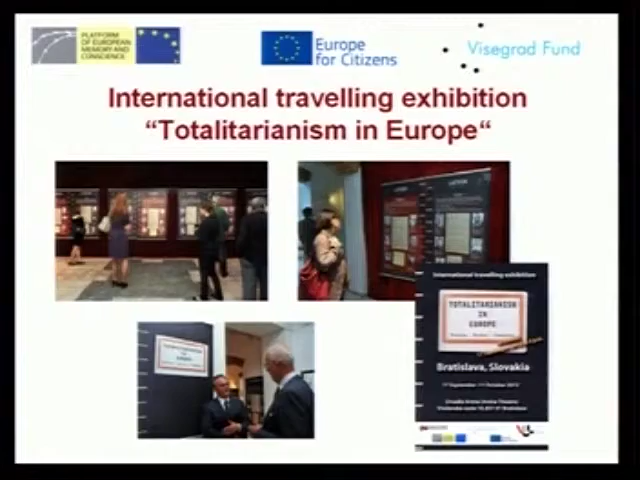 PLATFORM
OF EUROPEAN
MEMORY AND
CONSCIENCE
Europe
for Citizens
Visegrad Fund
International travelling exhibition
“Totalitarianism in Europe“
International travelling exhibition
TOTALITARIANISM
IN
EUROPE
Bratislava, Slovakia
TOTALITARIANISM